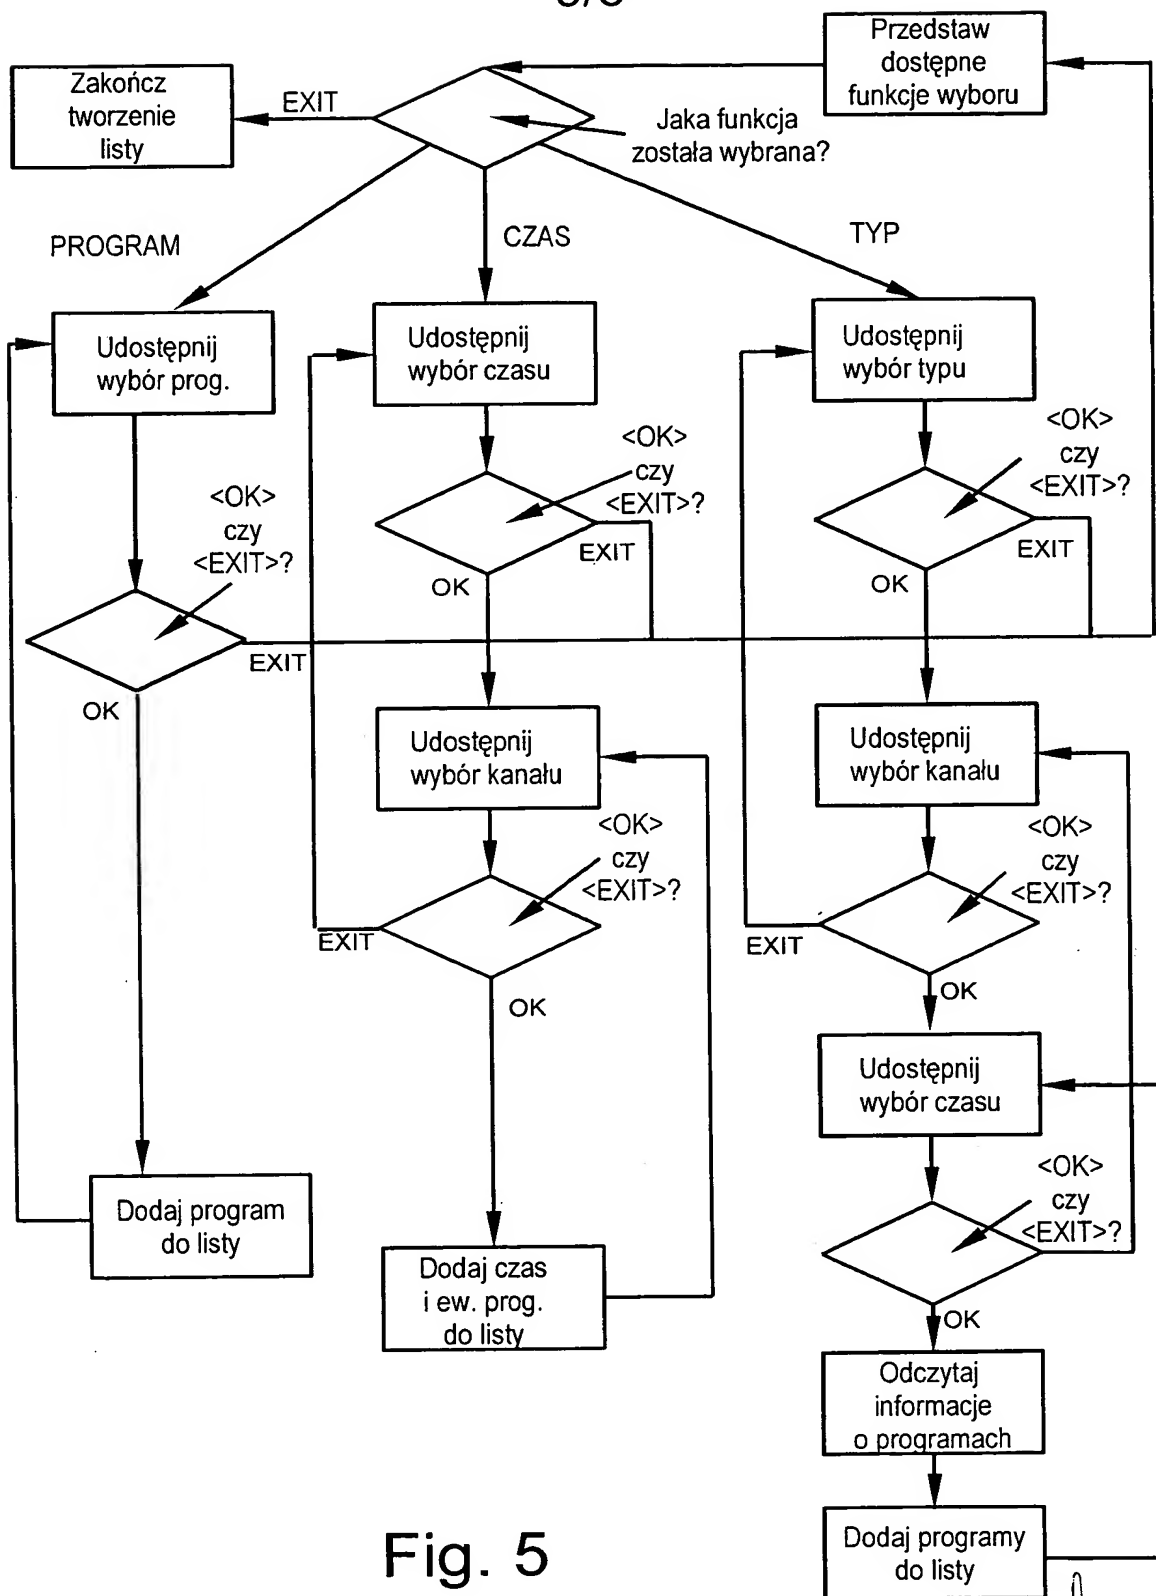 Przedstaw
dostępne
funkcje wyboru
Zakończ
tworzenie
listy
EXIT
Jaka funkcja
została wybrana?
PROGRAM
CZAS
TYP
Udostępnij
wybór prog.
Udostępnij
wybór czasu
Udostępnij
wybór typu
<OK>
czy
<EXIT>?
<OK>
czy
<EXIT>?
<OK>
czy
<EXIT>?
EXIT
OK
EXIT
OK
EXIT
OK
Udostępnij
wybór kanału
Udostępnij
wybór kanału
<OK>
czy
<EXIT>?
<OK>
czy
<EXIT>?
EXIT
OK
EXIT
OK
Udostępnij
wybór czasu
<OK>
czy
<EXIT>?
OK
Dodaj program
do listy
Dodaj czas
i ew. prog.
do listy
Odczytaj
informacje
o programach
Dodaj programy
do listy
Fig. 5